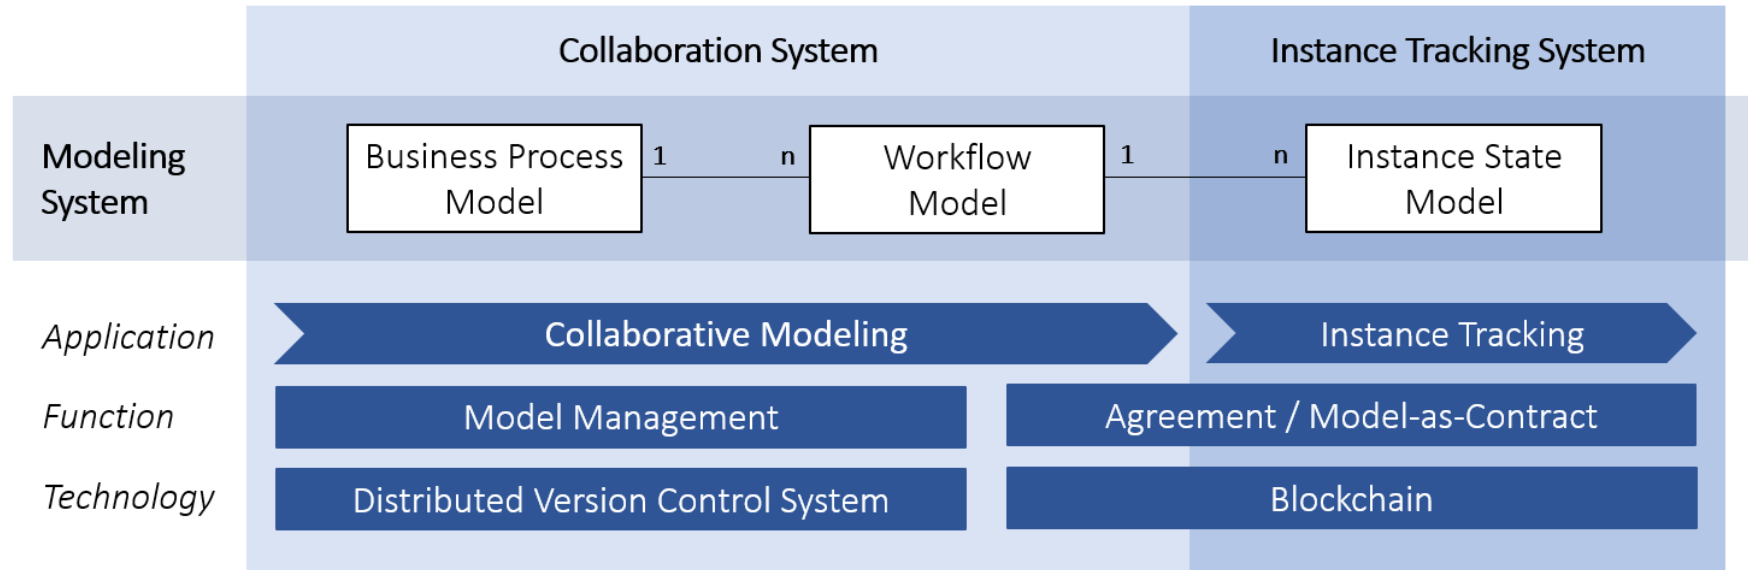 Collaboration System
Instance Tracking System
Modeling
System
Business Process
Model
1
n
Workflow
Model
1
n
Instance State
Model
Application
Collaborative Modeling
Instance Tracking
Function
Model Management
Agreement / Model-as-Contract
Technology
Distributed Version Control System
Blockchain